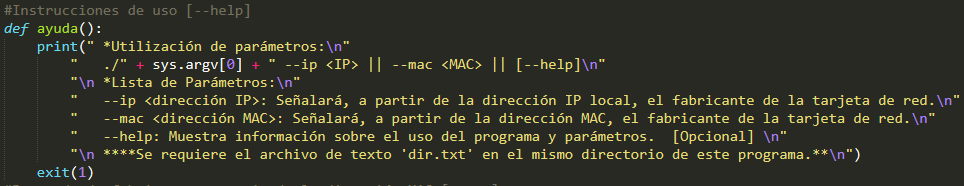 #Instrucciones de uso [--help]
def ayuda():
    print(" *Utilización de parámetros:\n"
        "   ./" + sys.argv[0] + " --ip <IP> || --mac <MAC> || [--help]\n"
        "\n *Lista de Parámetros:\n"
        "   --ip <dirección IP>: Señalará, a partir de la dirección IP local, el fabricante de la tarjeta de red.\n"
        "   --mac <dirección MAC>: Señalará, a partir de la dirección MAC, el fabricante de la tarjeta de red.\n"
        "   --help: Muestra información sobre el uso del programa y parámetros.  [Opcional] \n"
        "\n ****Se requiere el archivo de texto 'dir.txt' en el mismo directorio de este programa.**\n")
    exit(1)